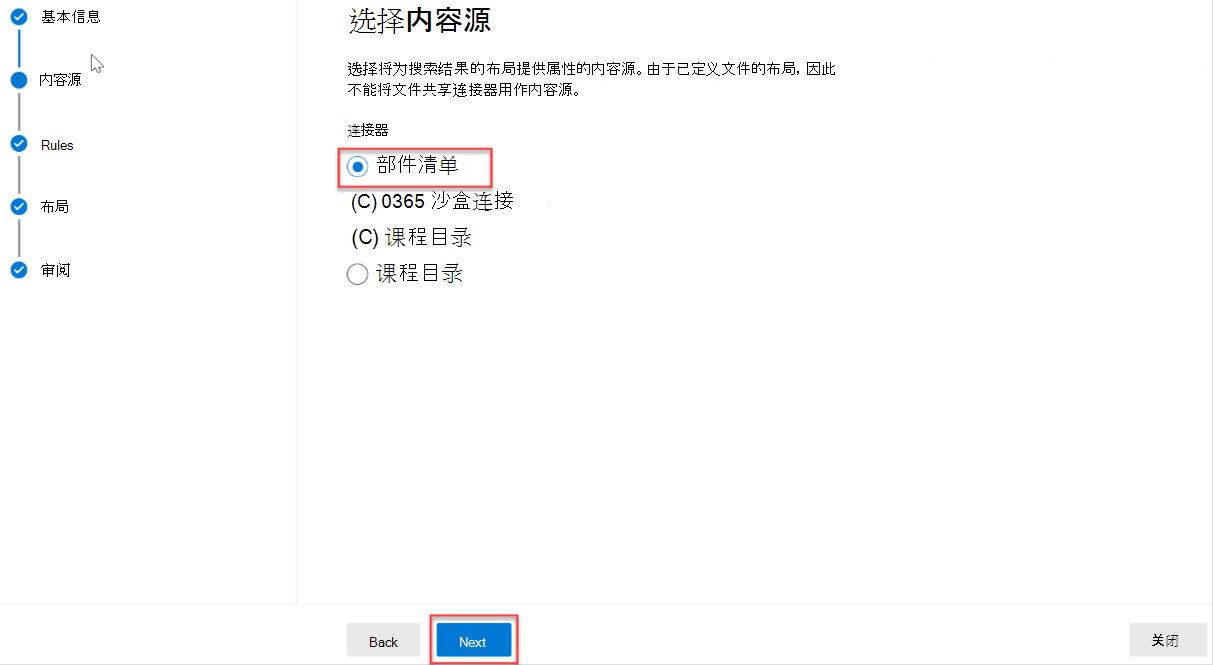 基本信息
内容源
Rules
布局
审阅
选择内容源
选择将为搜索结果的布局提供属性的内容源。由于已定义文件的布局, 因此
不能将文件共享连接器用作内容源。
连接器
部件清单
(C) 0365 沙盒连接
(C) 课程目录
课程目录
Back
Next
关闭